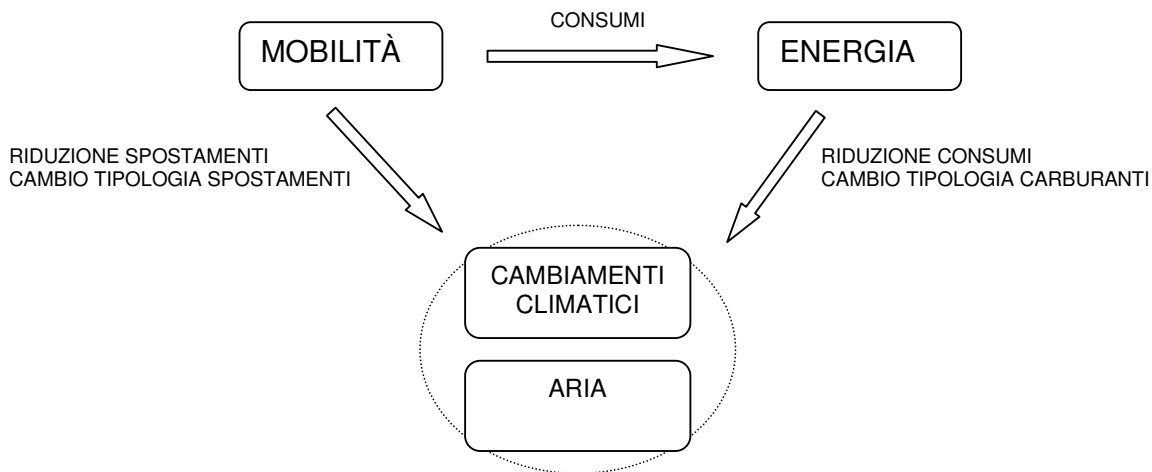 CONSUMI
MOBILITÀ
ENERGIA
RIDUZIONE SPOSTAMENTI
CAMBIO TIPOLOGIA SPOSTAMENTI
RIDUZIONE CONSUMI
CAMBIO TIPOLOGIA CARBURANTI
CAMBIAMENTI
CLIMATICI
ARIA